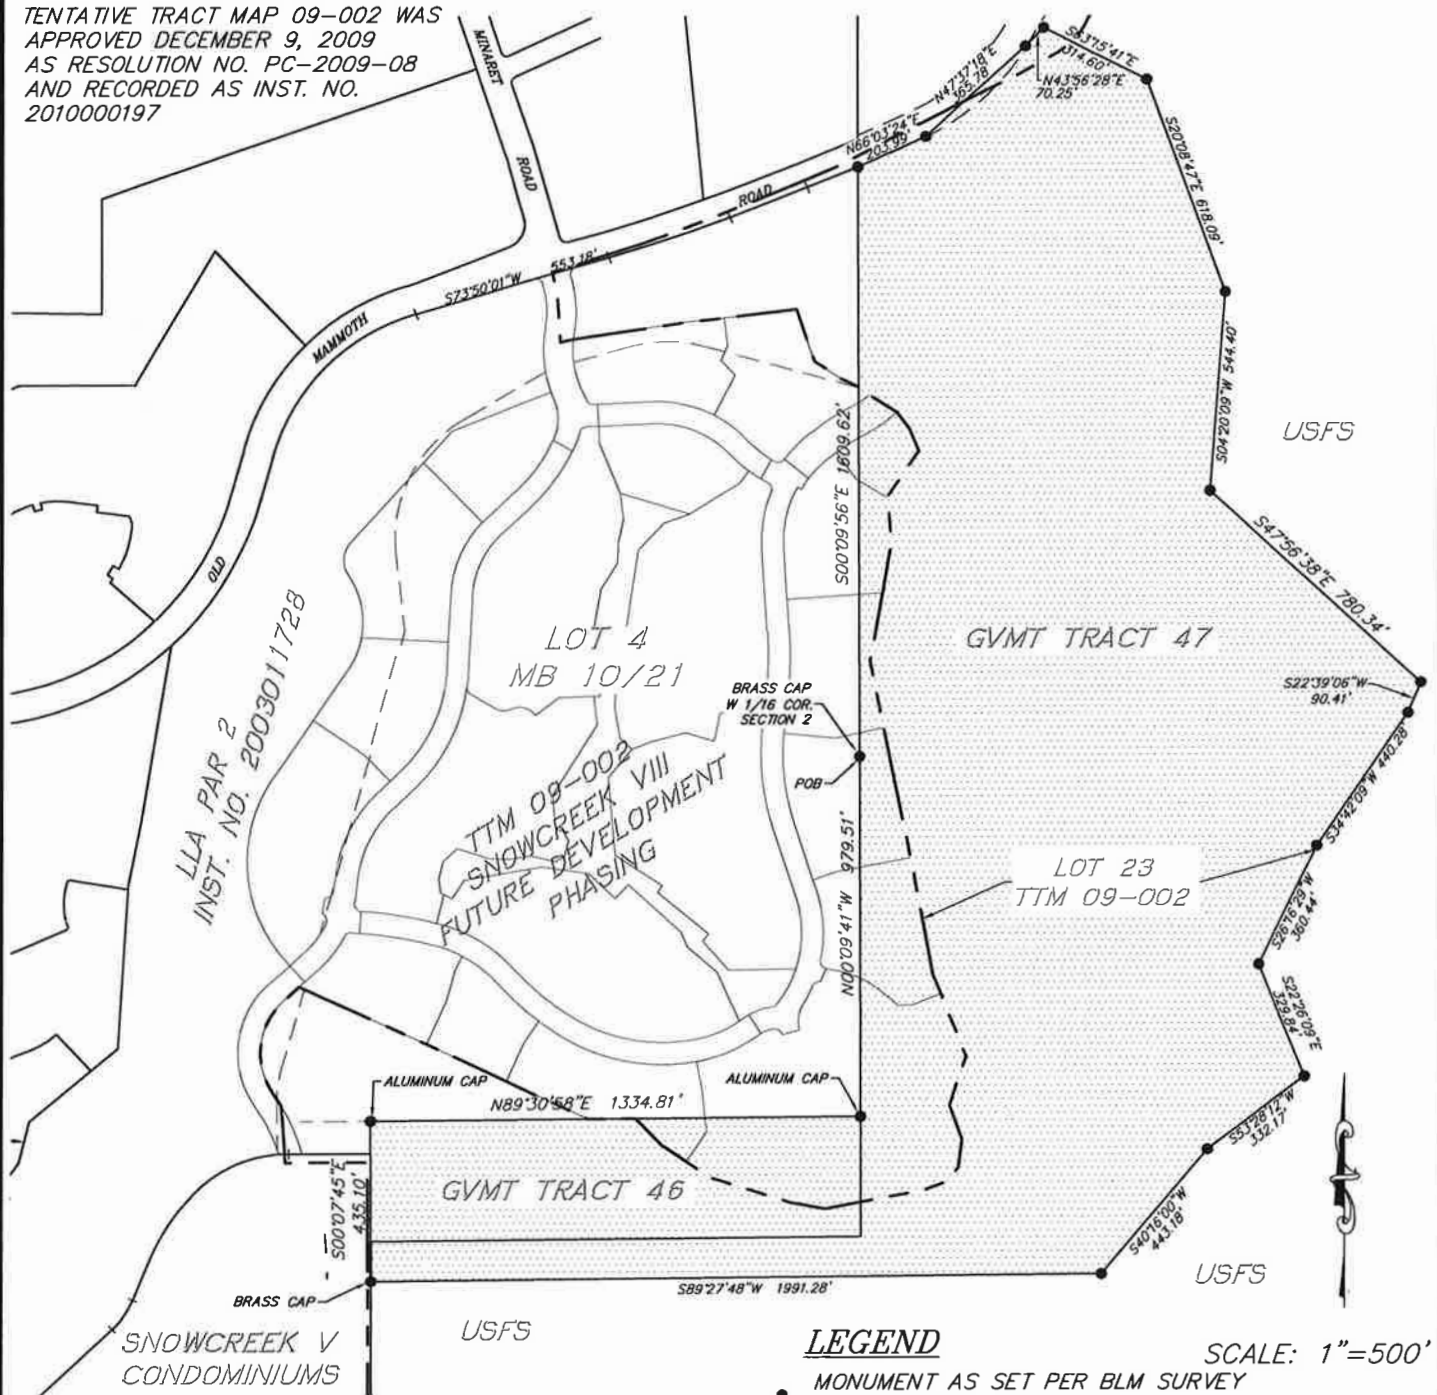 TENTATIVE TRACT MAP 09-002 WAS
APPROVED DECEMBER 9, 2009
AS RESOLUTION NO. PC-2009-08
AND RECORDED AS INST. NO.
2010000197
MINARET
ROAD
N47°37'18"E
365.78'
S63°15'41"E
314.60'
N43°56'28"E
70.25'
N66°03'24"E
203.99'
ROAD
S20°08'47"E 618.09'
S73°50'01"W 553.18'
MAMMOTH
OLD
S04°20'09"W 544.40'
USFS
S00°09'56"E 1609.62'
S47°56'38"E 780.34'
LOT 4
MB 10/21
GVMT TRACT 47
LLA PAR 2
INST. NO. 2003011728
BRASS CAP
W 1/16 COR.
SECTION 2
POB
S22°39'06"W
90.41'
S34°42'09"W 440.28'
TTM 09-002
SNOWCREEK VIII
FUTURE DEVELOPMENT
PHASING
N00°09'41"W 979.51'
LOT 23
TTM 09-002
S26°16'29"W
360.44'
S22°26'09"E
329.84'
ALUMINUM CAP
ALUMINUM CAP
N89°30'58"E 1334.81'
S53°28'12"W
332.17'
S00°07'45"E
435.10'
GVMT TRACT 46
S40°16'00"W
443.18'
BRASS CAP
S89°27'48"W 1991.28'
USFS
SNOWCREEK V
CONDOMINIUMS
USFS
LEGEND
SCALE: 1"=500'
MONUMENT AS SET PER BLM SURVEY